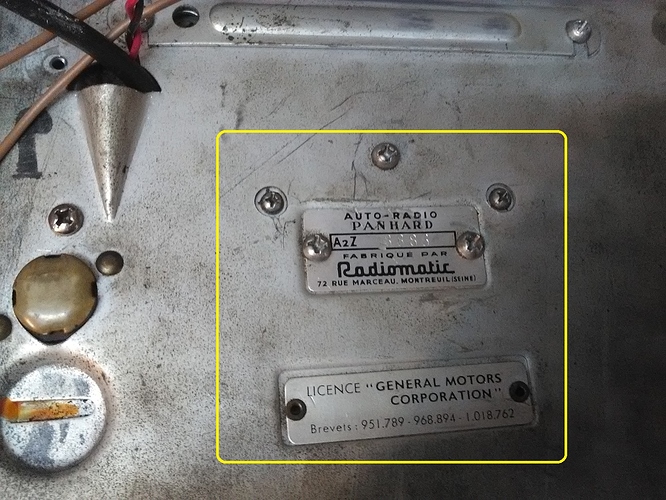 AUTO-RADIO
PANHARD
A2Z
FABRIQUÉ PAR
Radiomatic
72 RUE MARCEAU. MONTREUIL (SEINE)
LICENCE "GENERAL MOTORS
CORPORATION"
Brevets : 951.789 - 968.894 - 1.018.762